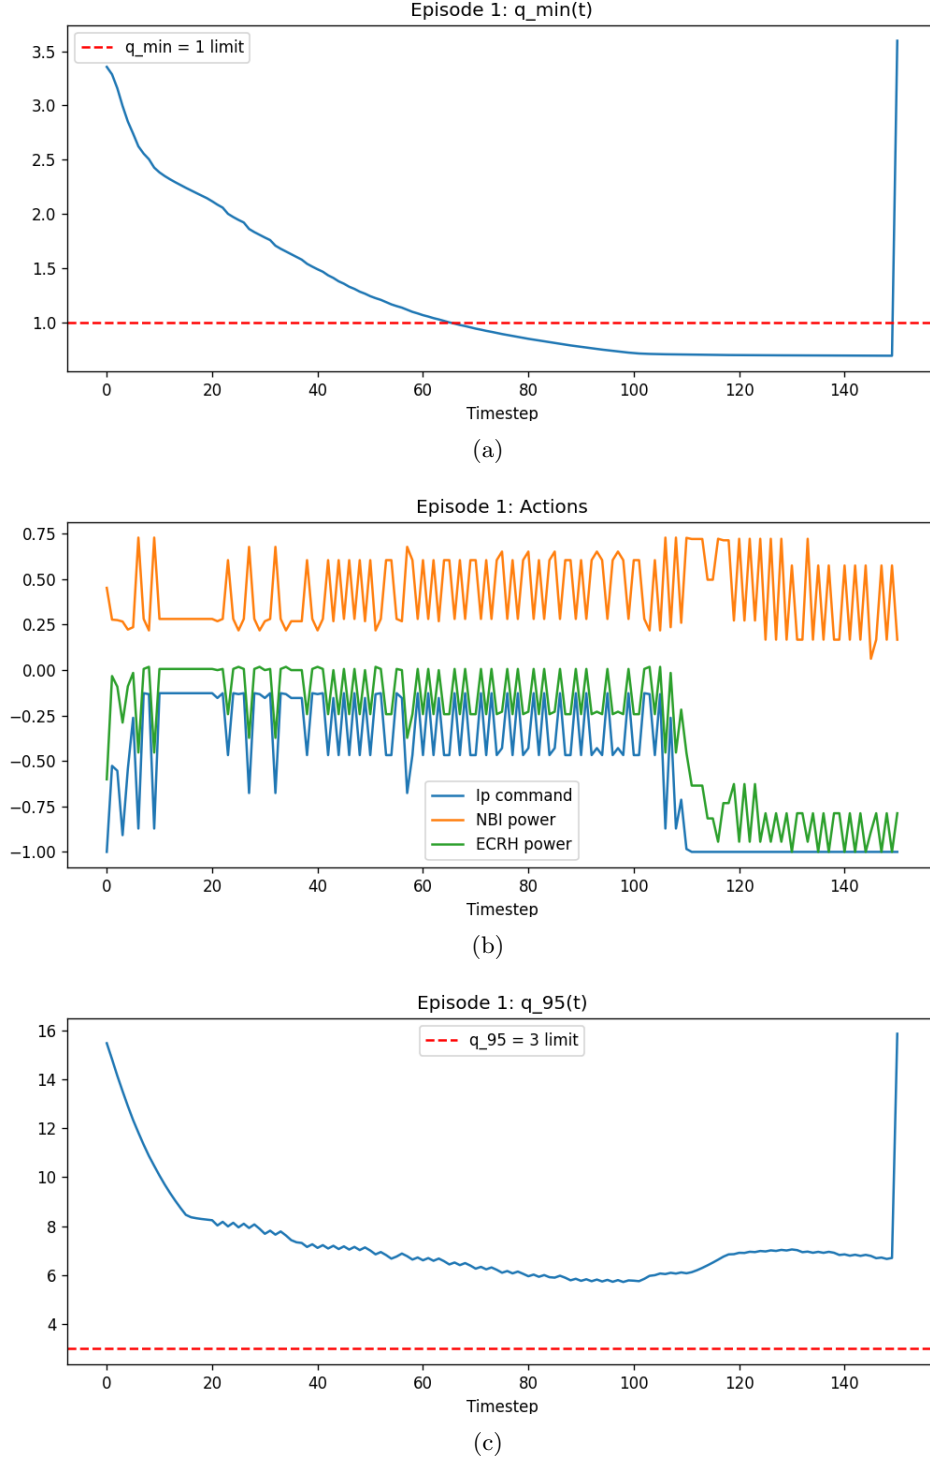 Episode 1: q_min(t)
q_min = 1 limit
3.5
3.0
2.5
2.0
1.5
1.0
0 20 40 60 80 100 120 140
Timestep
(a)
Episode 1: Actions
0.75
0.50
0.25
0.00
−0.25
−0.50
−0.75
−1.00
Ip command
NBI power
ECRH power
0 20 40 60 80 100 120 140
Timestep
(b)
Episode 1: q_95(t)
q_95 = 3 limit
16
14
12
10
8
6
4
0 20 40 60 80 100 120 140
Timestep
(c)